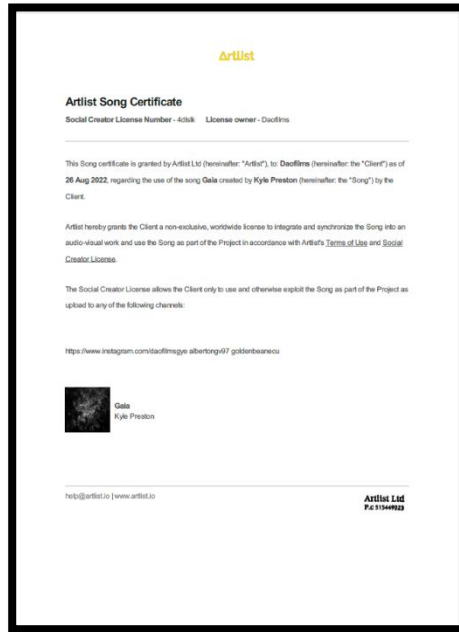 Artlist
Artlist Song Certificate
Social Creator License Number - 4dlslk License owner - Daofilms
This Song certificate is granted by Artlist Ltd (hereinafter: "Artlist"), to: Daofilms (hereinafter: the "Client") as of
26 Aug 2022, regarding the use of the song Gaia created by Kyle Preston (hereinafter: the "Song") by the
Client.
Artlist hereby grants the Client a non-exclusive, worldwide license to integrate and synchronize the Song into an
audio-visual work and use the Song as part of the Project in accordance with Artlist's Terms of Use and Social
Creator License.
The Social Creator License allows the Client only to use and otherwise exploit the Song as part of the Project as
upload to any of the following channels:
https://www.instagram.com/daofilmsgye albertongv97 goldenbeanecu
Gaia
Kyle Preston
help@artlist.io | www.artlist.io
Artlist Ltd
P.C 515449223